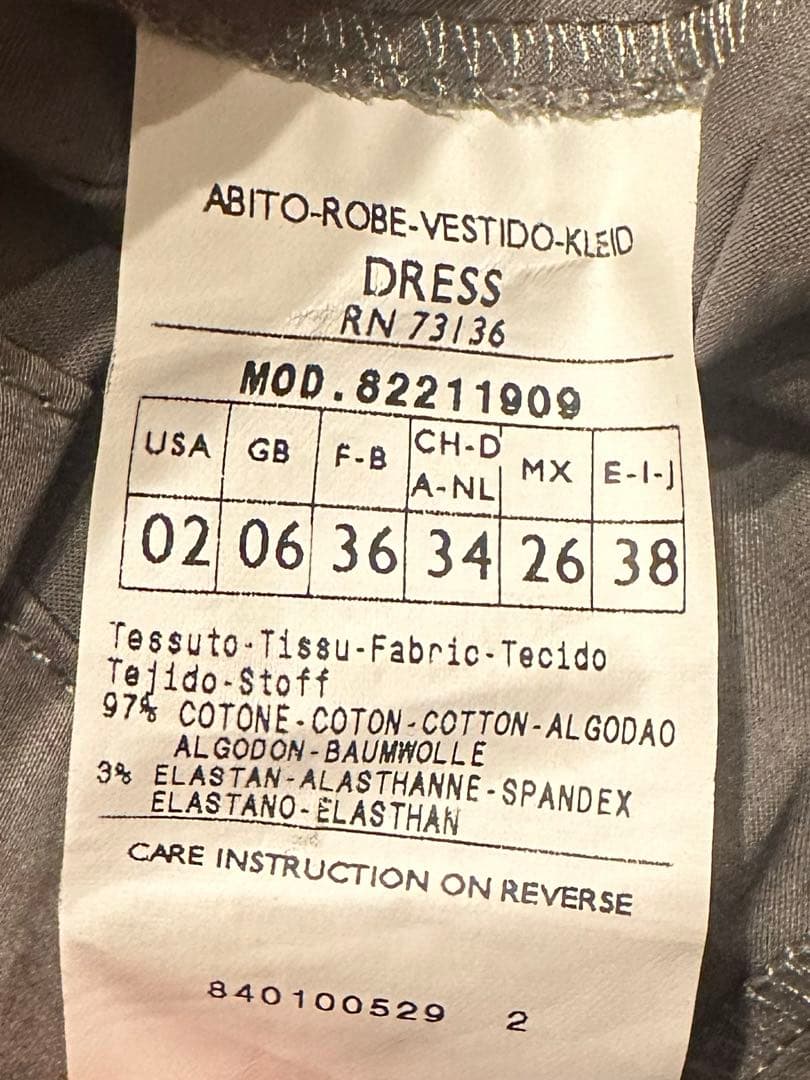 ABITO-ROBE-VESTIDO-KLEID
DRESS
RN 73136
MOD.82211909
USA GB F-B CH-D A-NL MX E-I-J
02 06 36 34 26 38
Tessuto-Tissu-Fabric-Tecido
Tejido-Stoff
97% COTONE-COTON-COTTON-ALGODAO
ALGODON-BAUMWOLLE
3% ELASTAN-ALASTHANNE-SPANDEX
ELASTANO-ELASTHAN
CARE INSTRUCTION ON REVERSE
840100529 2